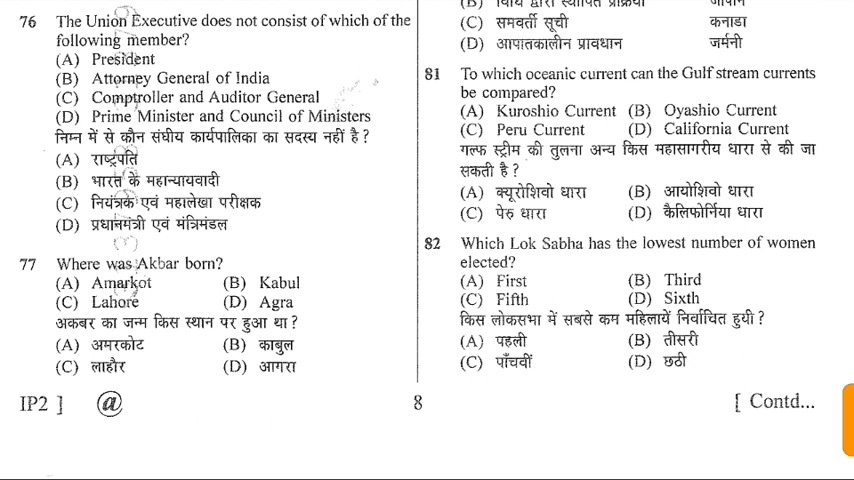 76 The Union Executive does not consist of which of the
following member?
(A) President
(B) Attorney General of India
(C) Comptroller and Auditor General
(D) Prime Minister and Council of Ministers
निम्न में से कौन संघीय कार्यपालिका का सदस्य नहीं है ?
(A) राष्ट्रपति
(B) भारत के महान्यायवादी
(C) नियंत्रक एवं महालेखा परीक्षक
(D) प्रधानमंत्री एवं मंत्रिमंडल
77 Where was Akbar born?
(A) Amarkot (B) Kabul
(C) Lahore (D) Agra
अकबर का जन्म किस स्थान पर हुआ था ?
(A) अमरकोट (B) काबुल
(C) लाहौर (D) आगरा
(B) विधि द्वारा स्थापित प्रक्रिया जापान
(C) समवर्ती सूची कनाडा
(D) आपातकालीन प्रावधान जर्मनी
81 To which oceanic current can the Gulf stream currents
be compared?
(A) Kuroshio Current (B) Oyashio Current
(C) Peru Current (D) California Current
गल्फ स्ट्रीम की तुलना अन्य किस महासागरीय धारा से की जा
सकती है ?
(A) क्यूरोशिवो धारा (B) आयोशिवो धारा
(C) पेरु धारा (D) कैलिफोर्निया धारा
82 Which Lok Sabha has the lowest number of women
elected?
(A) First (B) Third
(C) Fifth (D) Sixth
किस लोकसभा में सबसे कम महिलायें निर्वाचित हुयी ?
(A) पहली (B) तीसरी
(C) पाँचवीं (D) छठी
IP2 ] @ 8 [ Contd...